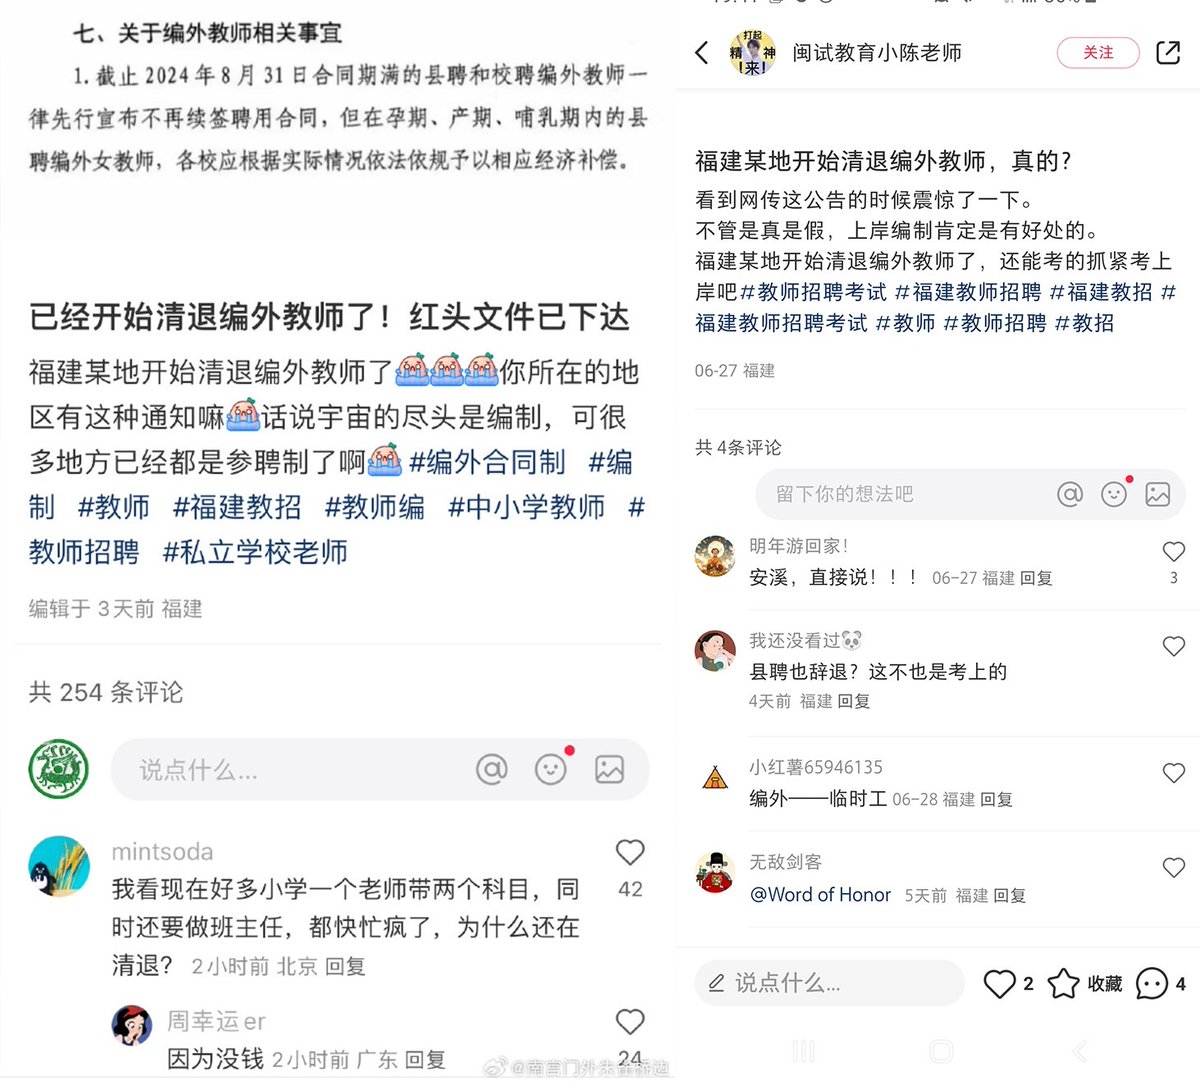 七、关于编外教师相关事宜
1. 截止 2024 年 8 月 31 日合同期满的县聘和校聘编外教师一
律先行宣布不再续签聘用合同，但在孕期、产期、哺乳期内的县
聘编外女教师，各校应根据实际情况依法依规予以相应经济补偿。
已经开始清退编外教师了！红头文件已下达
福建某地开始清退编外教师了你所在的地
区有这种通知嘛话说宇宙的尽头是编制，可很
多地方已经都是参聘制了啊#编外合同制 #编
制 #教师 #福建教招 #教师编 #中小学教师 #
教师招聘 #私立学校老师
编辑于 3 天前 福建
共 254 条评论
说点什么...
mintsoda
我看现在好多小学一个老师带两个科目，同
时还要做班主任，都快忙疯了，为什么还在
清退？ 2 小时前 北京 回复
42
周幸运er
因为没钱 2 小时前 广东 回复
24
@南宫门外朱雀桥边
打起
精 神
!来!
闽试教育小陈老师
关注
福建某地开始清退编外教师，真的？
看到网传这公告的时候震惊了一下。
不管是真是假，上岸编制肯定是有好处的。
福建某地开始清退编外教师了，还能考的抓紧考上
岸吧#教师招聘考试 #福建教师招聘 #福建教招 #
福建教师招聘考试 #教师 #教师招聘 #教招
06-27 福建
共 4条评论
留下你的想法吧
明年游回家！
安溪，直接说！！！ 06-27 福建 回复
3
我还没看过
县聘也辞退？这不也是考上的
4天前 福建 回复
小红薯65946135
编外——临时工 06-28 福建 回复
无敌剑客
@Word of Honor 5天前 福建 回复
说点什么...
2
收藏
4